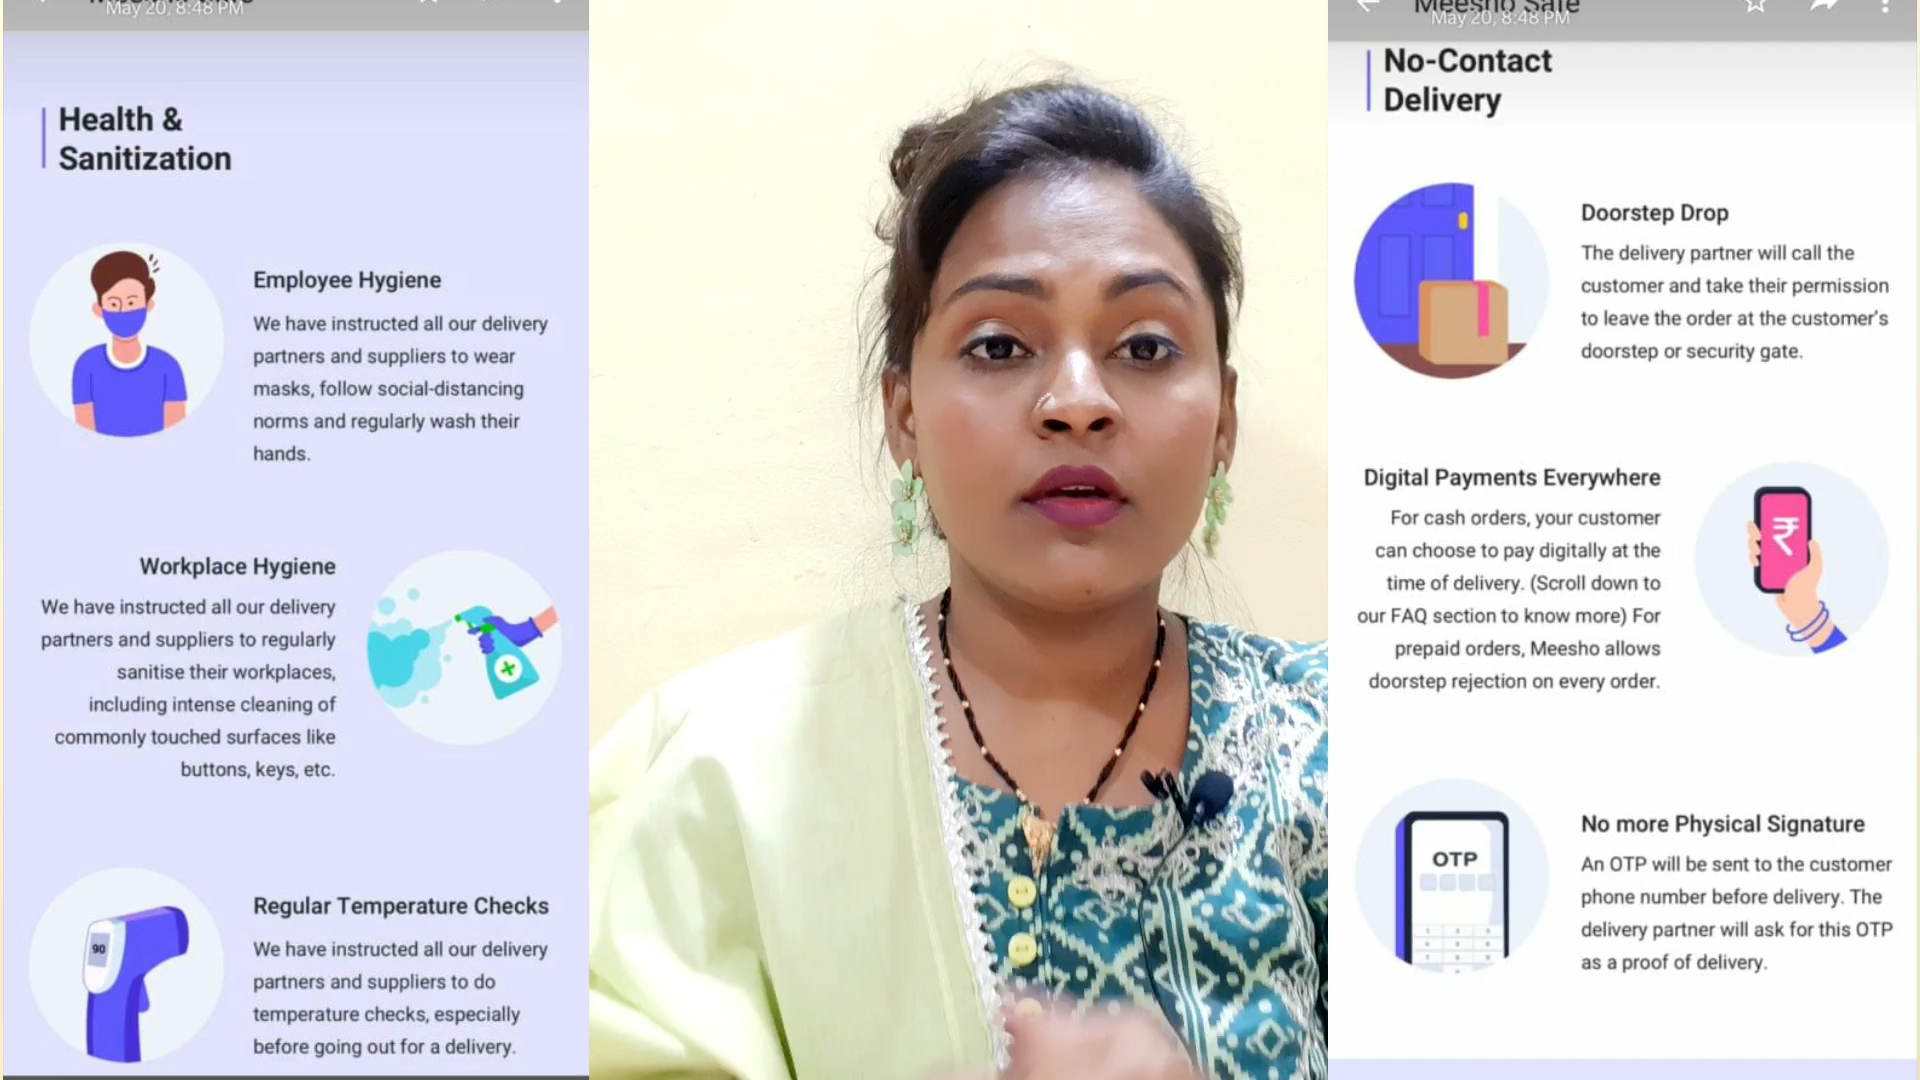 May 20, 8:48 PM
Health &
Sanitization
Employee Hygiene
We have instructed all our delivery
partners and suppliers to wear
masks, follow social-distancing
norms and regularly wash their
hands.
Workplace Hygiene
We have instructed all our delivery
partners and suppliers to regularly
sanitise their workplaces,
including intense cleaning of
commonly touched surfaces like
buttons, keys, etc.
90
Regular Temperature Checks
We have instructed all our delivery
partners and suppliers to do
temperature checks, especially
before going out for a delivery.
Meesho Safe
May 20, 8:48 PM
No-Contact
Delivery
Doorstep Drop
The delivery partner will call the
customer and take their permission
to leave the order at the customer's
doorstep or security gate.
Digital Payments Everywhere
For cash orders, your customer
can choose to pay digitally at the
time of delivery. (Scroll down to
our FAQ section to know more) For
prepaid orders, Meesho allows
doorstep rejection on every order.
₹
OTP
No more Physical Signature
An OTP will be sent to the customer
phone number before delivery. The
delivery partner will ask for this OTP
as a proof of delivery.